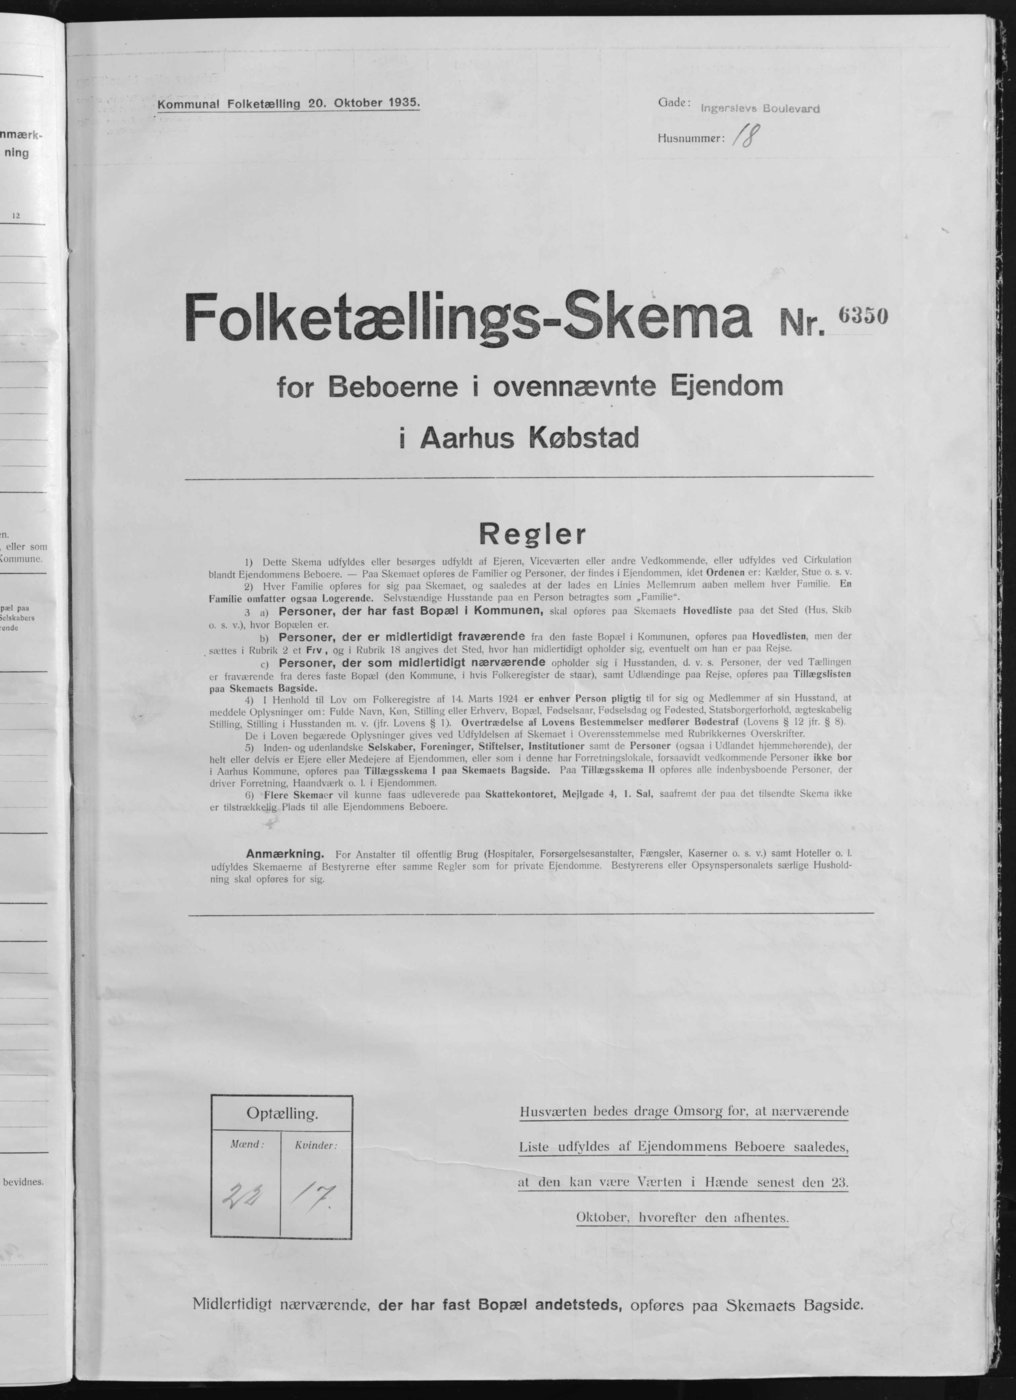 nmærk-
ning
12
en.
, eller som
Kommune.
pæl paa
Selskabers
rende
bevidnes.
Kommunal Folketælling 20. Oktober 1935.
Gade: Ingerslevs Boulevard
Husnummer: 18
Folketællings-Skema Nr. 6350
for Beboerne i ovennævnte Ejendom
i Aarhus Købstad
Regler
1) Dette Skema udfyldes eller besørges udfyldt af Ejeren, Viceværten eller andre Vedkommende, eller udfyldes ved Cirkulation
blandt Ejendommens Beboere. — Paa Skemaet opføres de Familier og Personer, der findes i Ejendommen, idet Ordenen er: Kælder, Stue o. s. v.
2) Hver Familie opføres for sig paa Skemaet, og saaledes at der lades en Linies Mellemrum aaben mellem hver Familie. En
Familie omfatter ogsaa Logerende. Selvstændige Husstande paa en Person betragtes som „Familie“.
3 a) Personer, der har fast Bopæl i Kommunen, skal opføres paa Skemaets Hovedliste paa det Sted (Hus, Skib
o. s. v.), hvor Bopælen er.
b) Personer, der er midlertidigt fraværende fra den faste Bopæl i Kommunen, opføres paa Hovedlisten, men der
sættes i Rubrik 2 et Frv, og i Rubrik 18 angives det Sted, hvor han midlertidigt opholder sig, eventuelt om han er paa Rejse.
c) Personer, der som midlertidigt nærværende opholder sig i Husstanden, d. v. s. Personer, der ved Tællingen
er fraværende fra deres faste Bopæl (den Kommune, i hvis Folkeregister de staar), samt Udlændinge paa Rejse, opføres paa Tillægslisten
paa Skemaets Bagside.
4) I Henhold til Lov om Folkeregistre af 14. Marts 1924 er enhver Person pligtig til for sig og Medlemmer af sin Husstand, at
meddele Oplysninger om: Fulde Navn, Køn, Stilling eller Erhverv, Bopæl, Fødselsaar, Fødselsdag og Fødested, Statsborgerforhold, ægteskabelig
Stilling, Stilling i Husstanden m. v. (jfr. Lovens § 1). Overtrædelse af Lovens Bestemmelser medfører Bødestraf (Lovens § 12 jfr. § 8).
De i Loven begærede Oplysninger gives ved Udfyldelsen af Skemaet i Overensstemmelse med Rubrikkernes Overskrifter.
5) Inden- og udenlandske Selskaber, Foreninger, Stiftelser, Institutioner samt de Personer (ogsaa i Udlandet hjemmehørende), der
helt eller delvis er Ejere eller Medejere af Ejendommen, eller som i denne har Forretningslokale, forsaavidt vedkommende Personer ikke bor
i Aarhus Kommune, opføres paa Tillægsskema I paa Skemaets Bagside. Paa Tillægsskema II opføres alle indenbysboende Personer, der
driver Forretning, Haandværk o. l. i Ejendommen.
6) Flere Skemaer vil kunne faas udleverede paa Skattekontoret, Mejlgade 4, 1. Sal, saafremt der paa det tilsendte Skema ikke
er tilstrækkelig Plads til alle Ejendommens Beboere.
Anmærkning. For Anstalter til offentlig Brug (Hospitaler, Forsørgelsesanstalter, Fængsler, Kaserner o. s. v.) samt Hoteller o. l.
udfyldes Skemaerne af Bestyrerne efter samme Regler som for private Ejendomme. Bestyrerens eller Opsynspersonalets særlige Hushold-
ning skal opføres for sig.
Optælling.
Mænd: Kvinder:
22 17.
Husværten bedes drage Omsorg for, at nærværende
Liste udfyldes af Ejendommens Beboere saaledes,
at den kan være Værten i Hænde senest den 23.
Oktober, hvorefter den afhentes.
Midlertidigt nærværende, der har fast Bopæl andetsteds, opføres paa Skemaets Bagside.